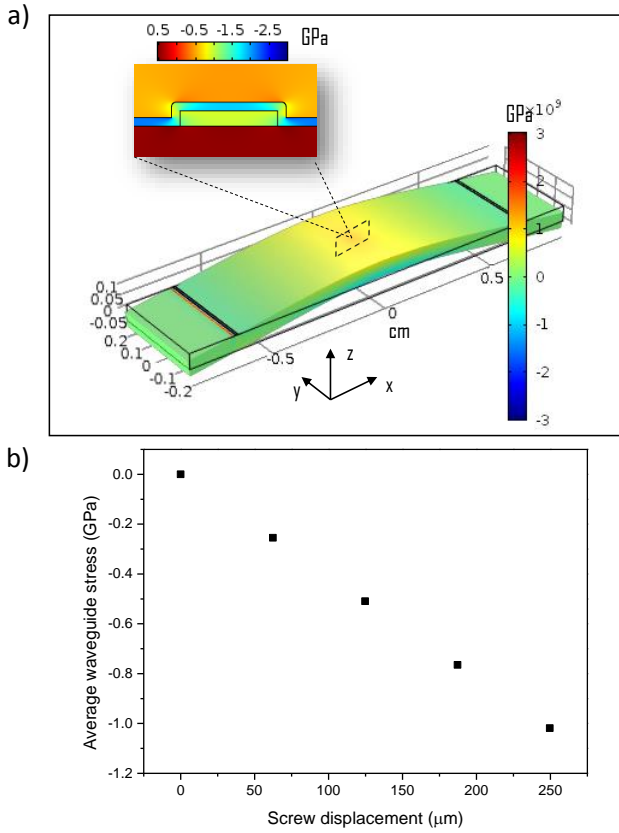 a)
0.5 -0.5 -1.5 -2.5 GPa
GPa ×10⁹
3
2
1
0
-1
-2
-3
0.1
0.05
0
-0.05
0.2
0.1
0
-0.1
-0.2
-0.5
0
0.5
cm
z
y
x
b)
Average waveguide stress (GPa)
0.0
-0.2
-0.4
-0.6
-0.8
-1.0
-1.2
0 50 100 150 200 250
Screw displacement (μm)